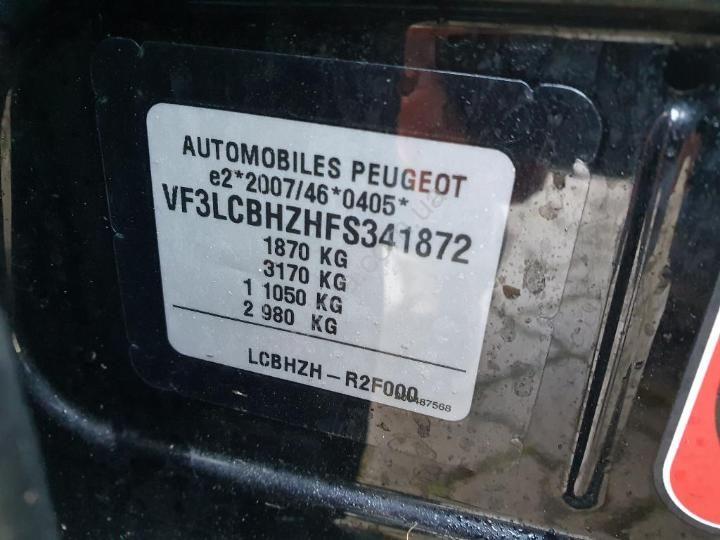 AUTOMOBILES PEUGEOT
e2*2007/46*0405*
VF3LCBHZHFS341872
1870 KG
3170 KG
1 1050 KG
2 980 KG
LCBHZH-R2F000